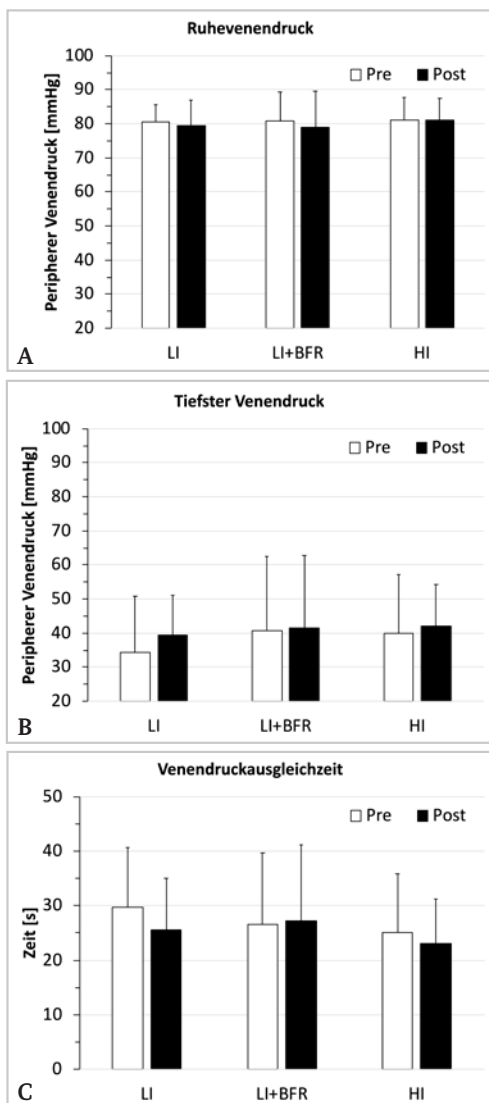 Ruhevenendruck
Peripherer Venendruck [mmHg]
100
90
80
70
60
50
40
30
20
Pre
Post
LI
LI+BFR
HI
A
Tiefster Venendruck
Peripherer Venendruck [mmHg]
100
90
80
70
60
50
40
30
20
Pre
Post
LI
LI+BFR
HI
B
Venendruckausgleichzeit
Zeit [s]
50
40
30
20
10
0
Pre
Post
LI
LI+BFR
HI
C